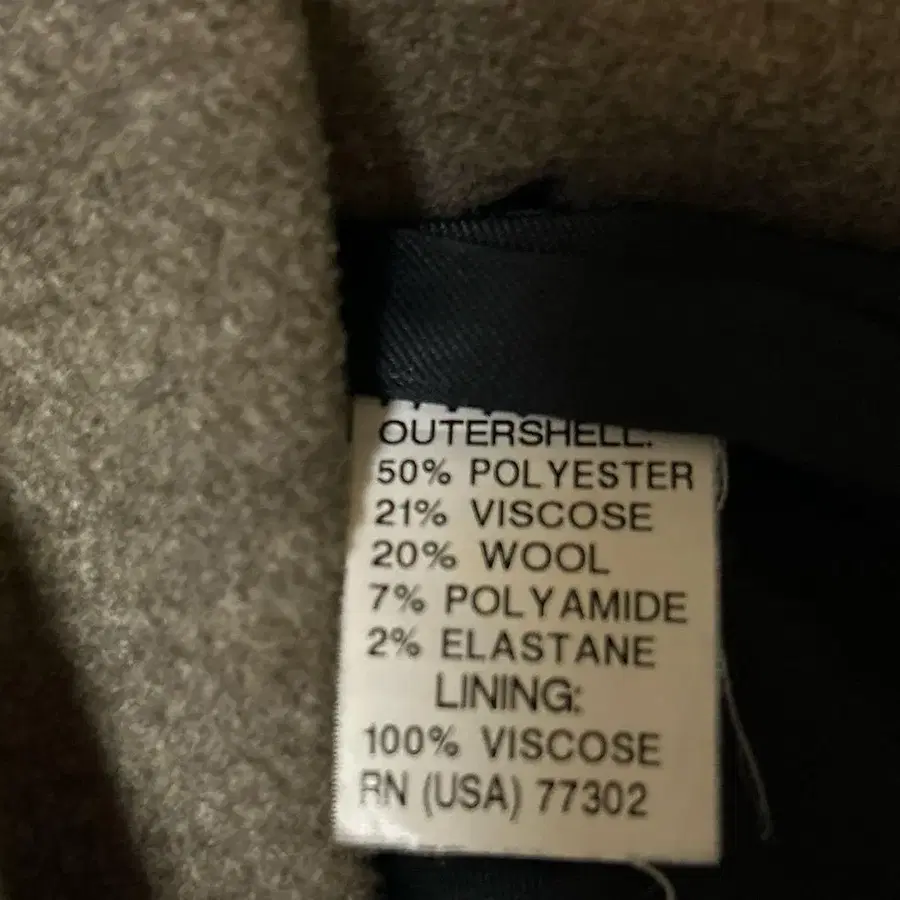 OUTERSHELL:
50% POLYESTER
21% VISCOSE
20% WOOL
7% POLYAMIDE
2% ELASTANE
LINING:
100% VISCOSE
RN (USA) 77302